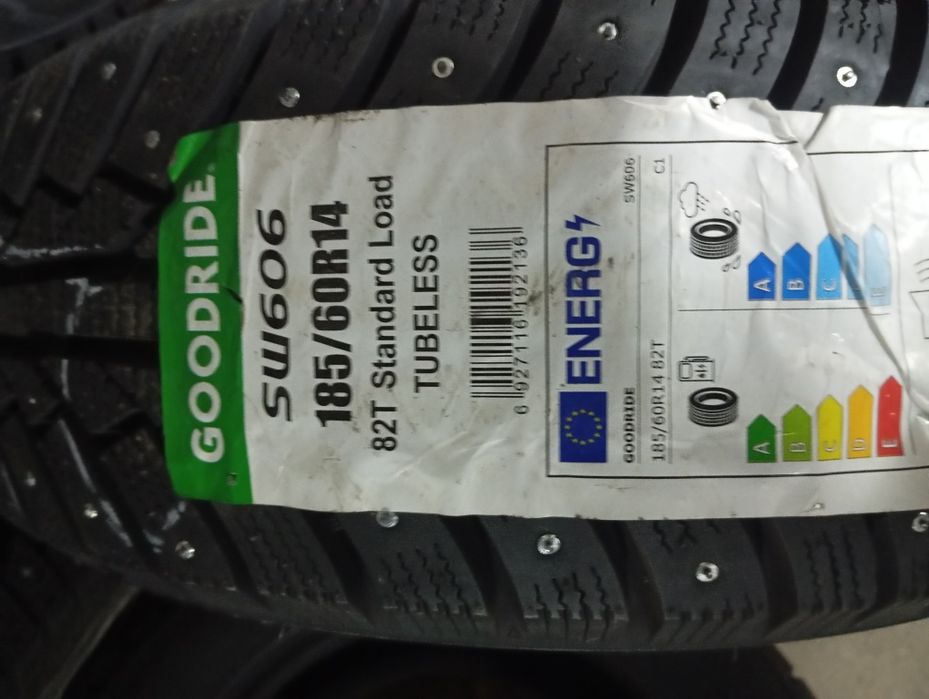 GOODRIDE
SW606
185/60R14
82T Standard Load
TUBELESS
6 927116 192136
ENERG
GOODRIDE SW606
185/60R14 82T C1
A
B
C
D
E
A
B
C
E